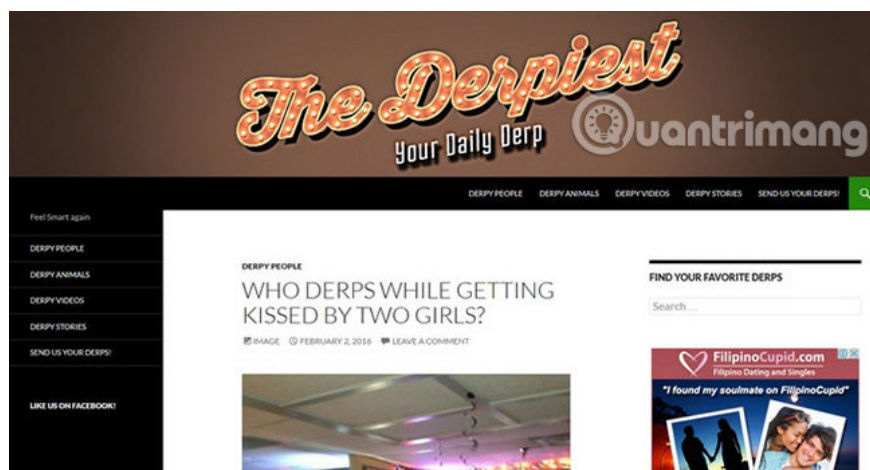 The Derpiest
Your Daily Derp
Quantrimang
DERPY PEOPLE DERPY ANIMALS DERPY VIDEOS DERPY STORIES SEND US YOUR DERPS!
Feel Smart again
DERPY PEOPLE
DERPY ANIMALS
DERPY VIDEOS
DERPY STORIES
SEND US YOUR DERPS!
LIKE US ON FACEBOOK!
DERPY PEOPLE
WHO DERPS WHILE GETTING
KISSED BY TWO GIRLS?
IMAGE FEBRUARY 2, 2016 LEAVE A COMMENT
FIND YOUR FAVORITE DERPS
Search ...
FilipinoCupid.com
Filipino Dating and Singles
"I found my soulmate on FilipinoCupid"